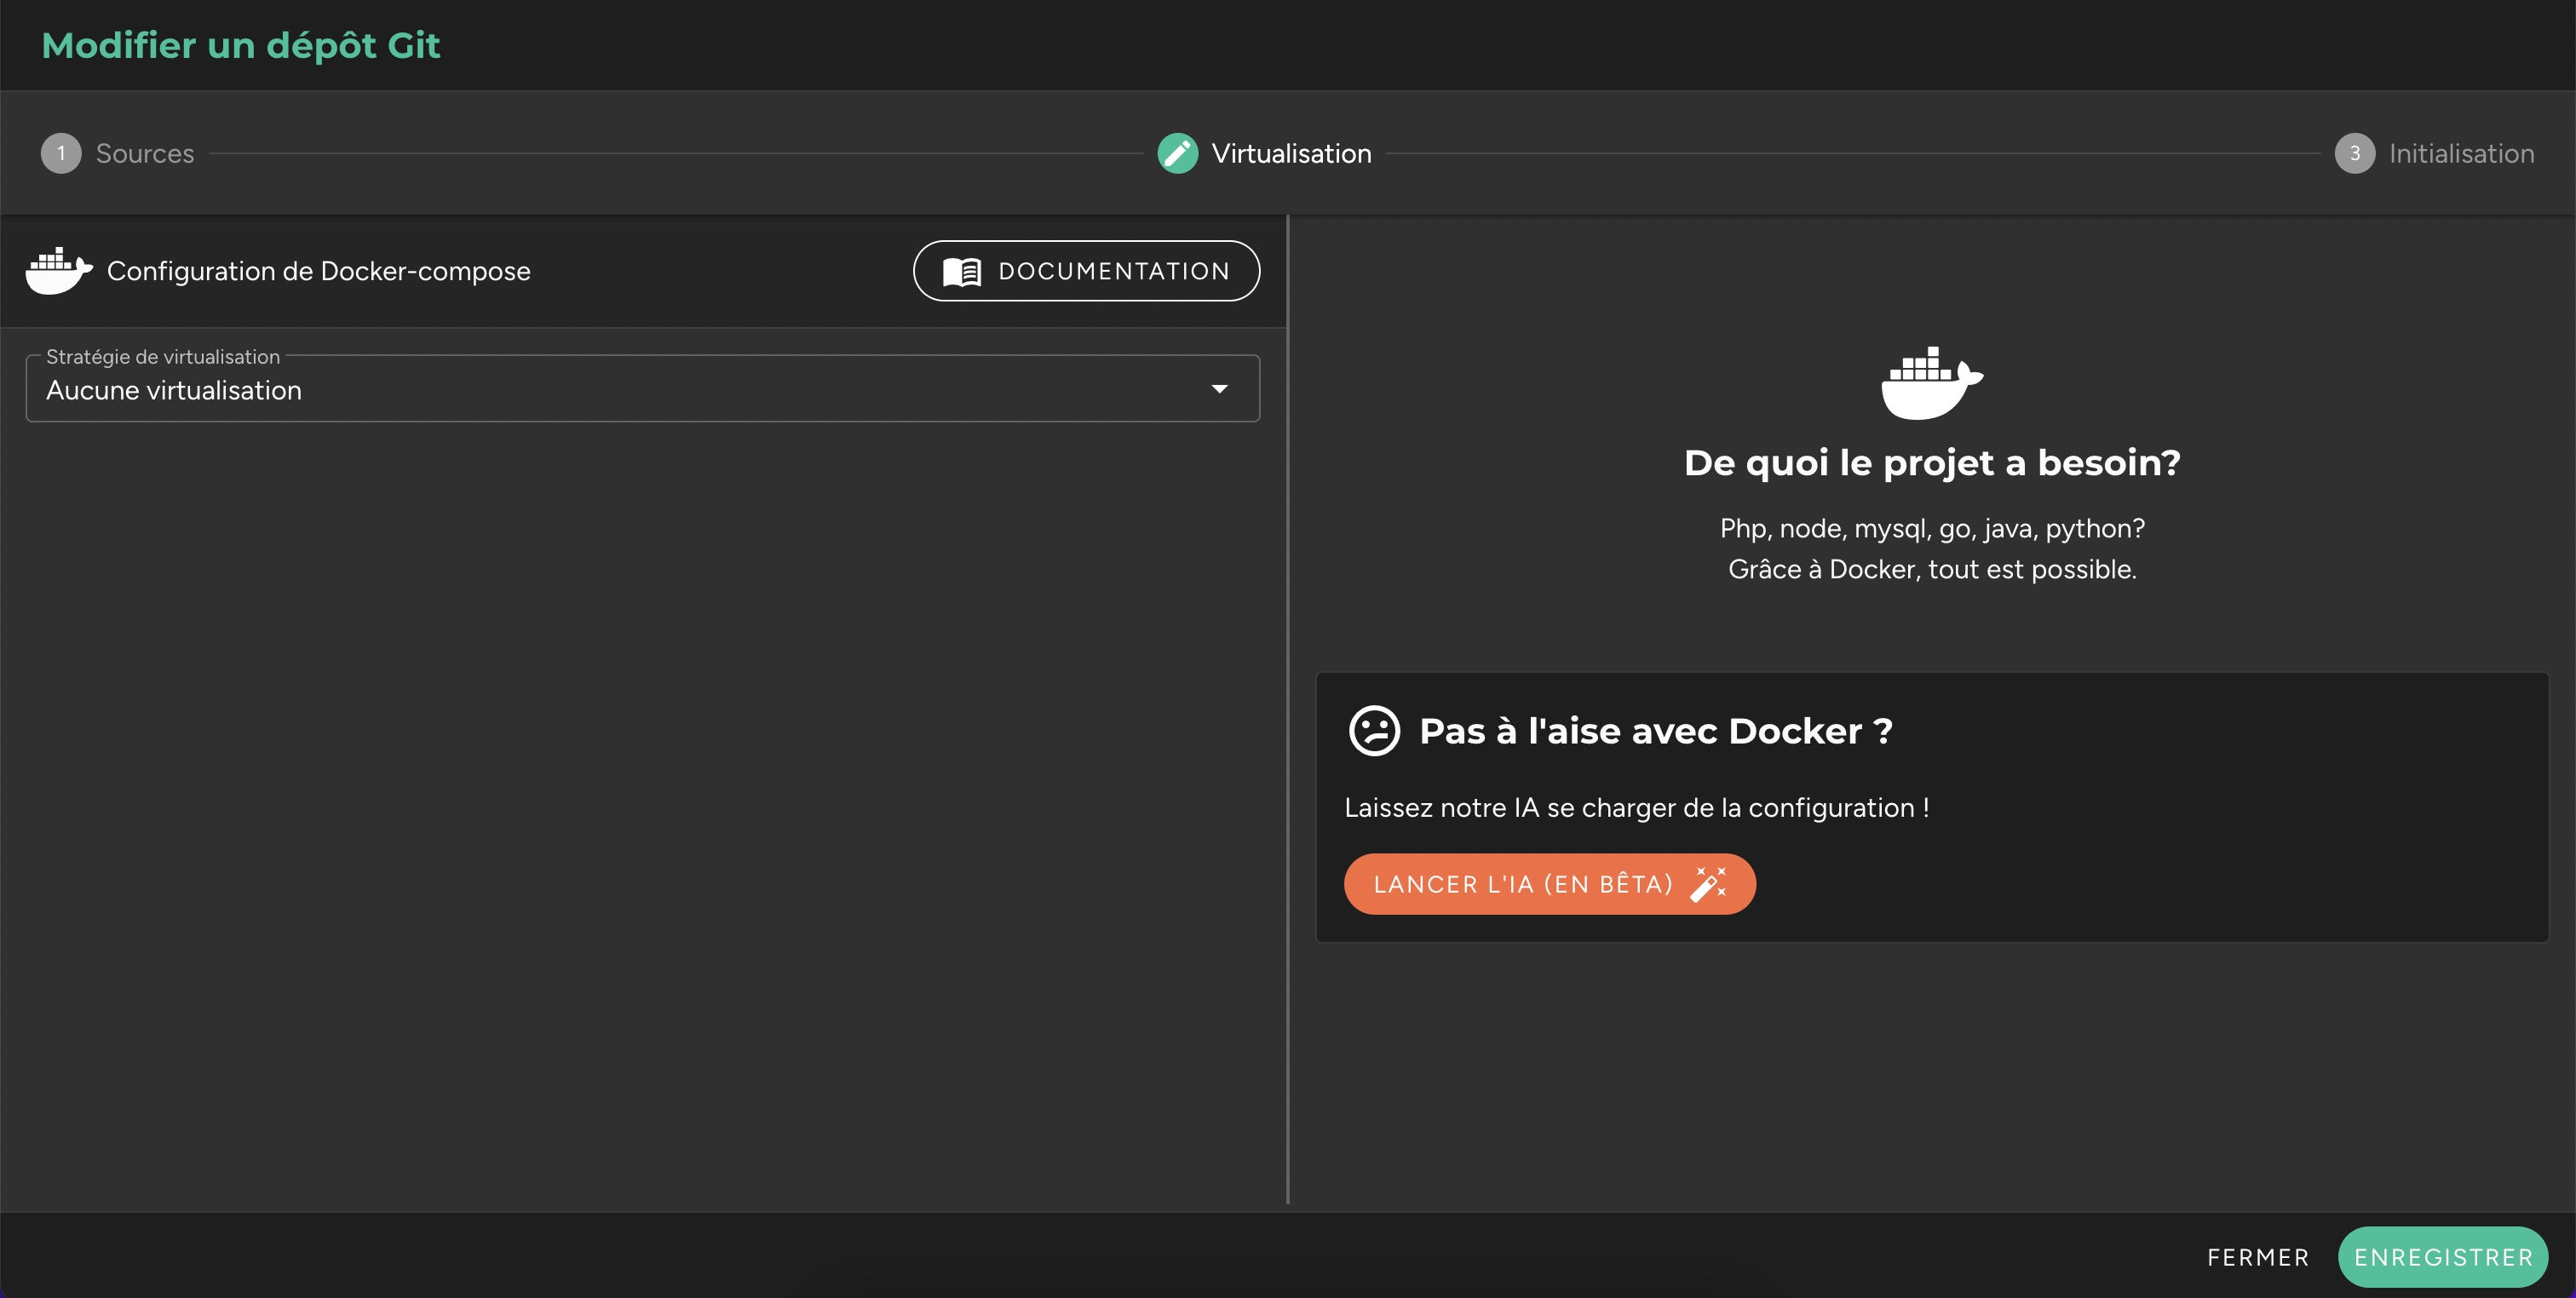 Modifier un dépôt Git
1 Sources
Virtualisation
3 Initialisation
Configuration de Docker-compose
DOCUMENTATION
Stratégie de virtualisation
Aucune virtualisation
De quoi le projet a besoin?
Php, node, mysql, go, java, python?
Grâce à Docker, tout est possible.
Pas à l'aise avec Docker ?
Laissez notre IA se charger de la configuration !
LANCER L'IA (EN BÊTA)
FERMER
ENREGISTRER